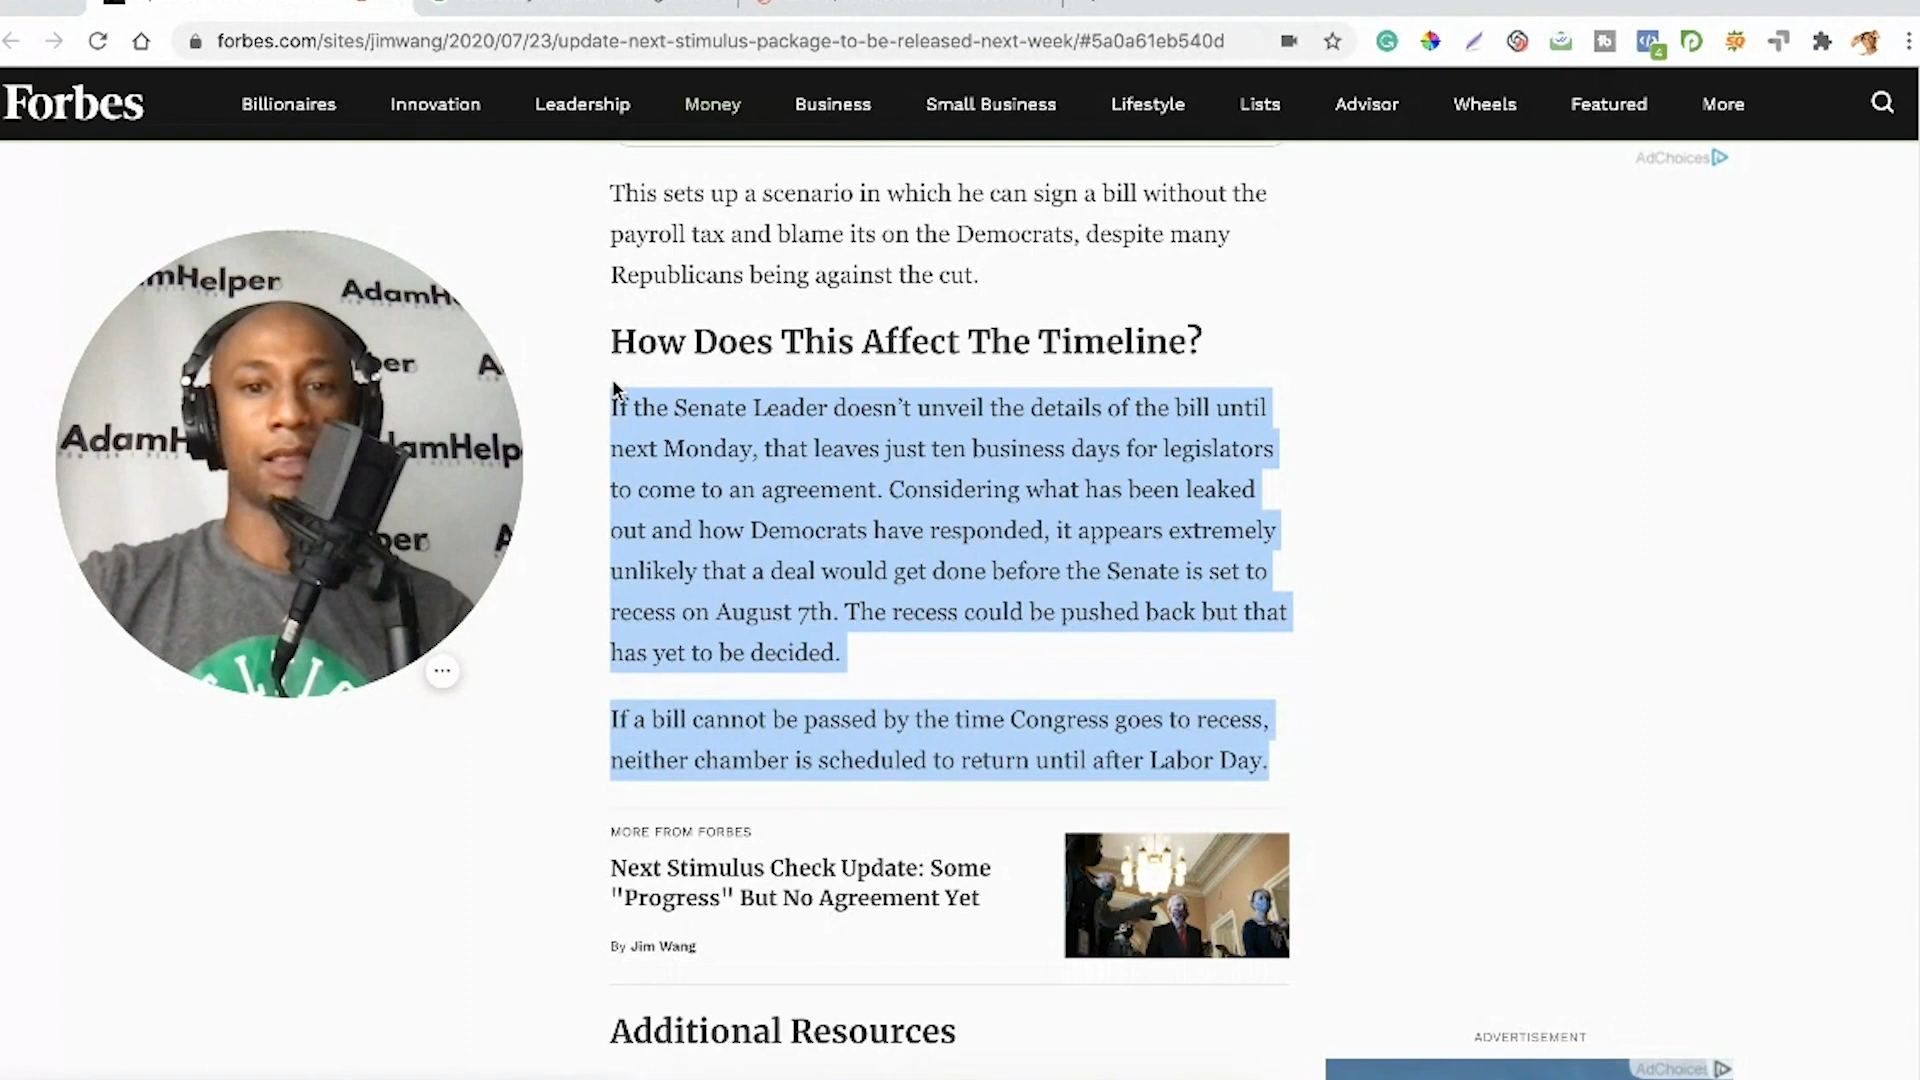 forbes.com/sites/jimwang/2020/07/23/update-next-stimulus-package-to-be-released-next-week/#5a0a61eb540d
4
Forbes
Billionaires
Innovation
Leadership
Money
Business
Small Business
Lifestyle
Lists
Advisor
Wheels
Featured
More
AdChoices
This sets up a scenario in which he can sign a bill without the
payroll tax and blame its on the Democrats, despite many
Republicans being against the cut.
How Does This Affect The Timeline?
If the Senate Leader doesn't unveil the details of the bill until
next Monday, that leaves just ten business days for legislators
to come to an agreement. Considering what has been leaked
out and how Democrats have responded, it appears extremely
unlikely that a deal would get done before the Senate is set to
recess on August 7th. The recess could be pushed back but that
has yet to be decided.
If a bill cannot be passed by the time Congress goes to recess,
neither chamber is scheduled to return until after Labor Day.
mHelper
AdamH
per
A
AdamH
amHelp
per
A
MORE FROM FORBES
Next Stimulus Check Update: Some
"Progress" But No Agreement Yet
By Jim Wang
Additional Resources
ADVERTISEMENT
AdChoices